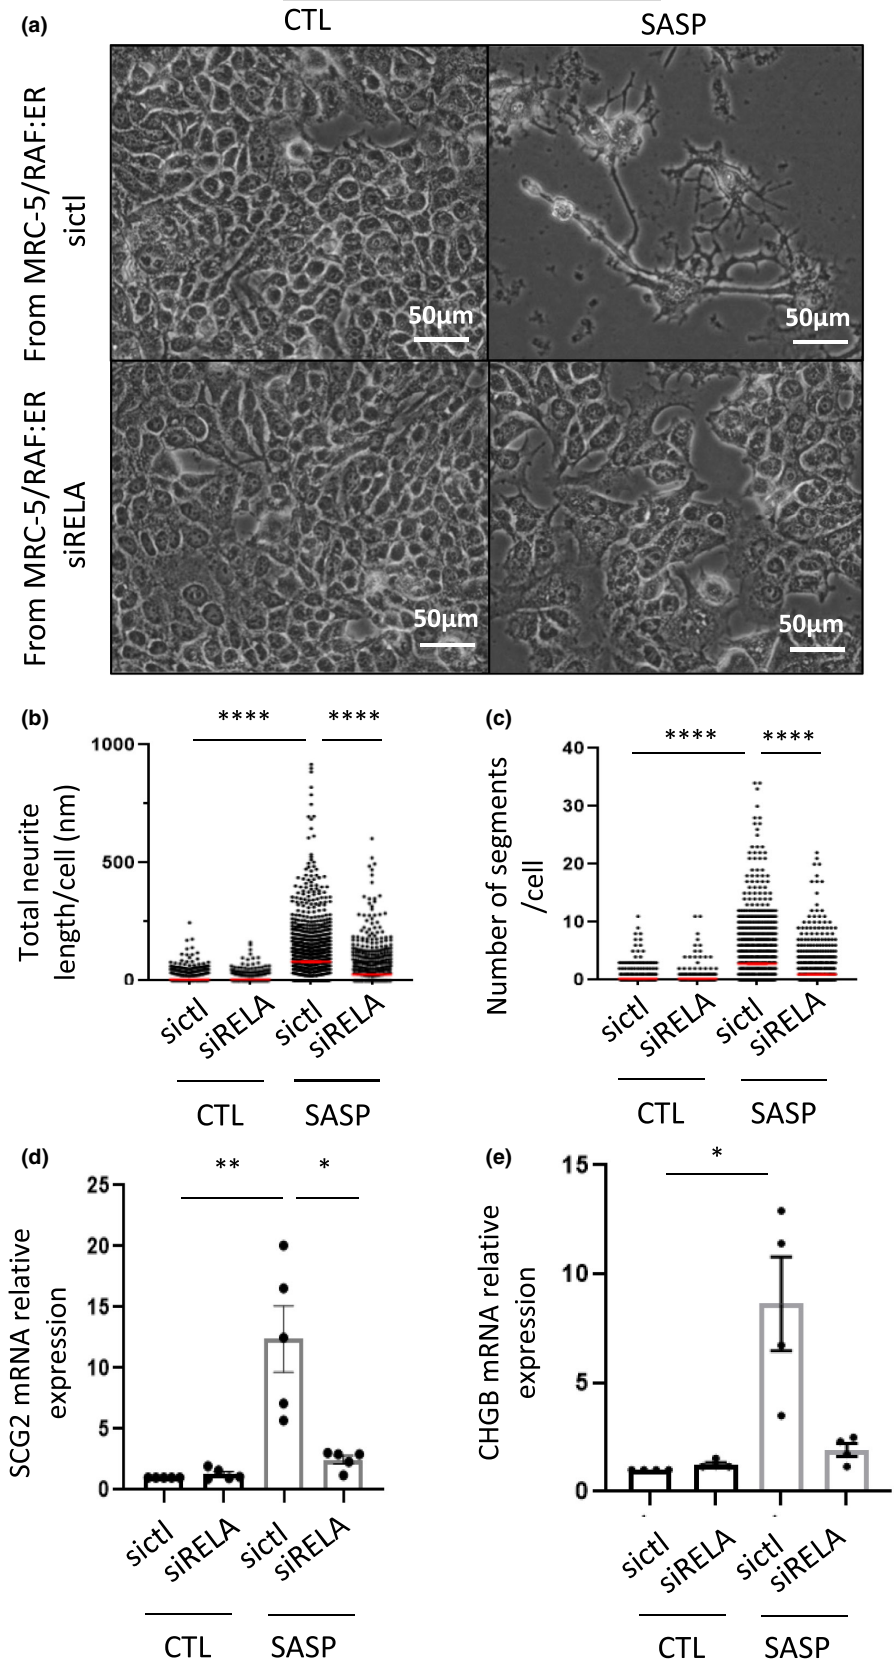 (a)
CTL
SASP
From MRC-5/RAF:ER
sictl
50µm
50µm
From MRC-5/RAF:ER
siRELA
50µm
50µm
(b)
****
****
Total neurite
length/cell (nm)
1000
500
0
sictl
siRELA
sictl
siRELA
CTL
SASP
(c)
****
****
Number of segments
/cell
40
30
20
10
0
sictl
siRELA
sictl
siRELA
CTL
SASP
(d)
**
*
SCG2 mRNA relative
expression
25
20
15
10
5
0
sictl
siRELA
sictl
siRELA
CTL
SASP
(e)
*
CHGB mRNA relative
expression
15
10
5
0
sictl
siRELA
sictl
siRELA
CTL
SASP